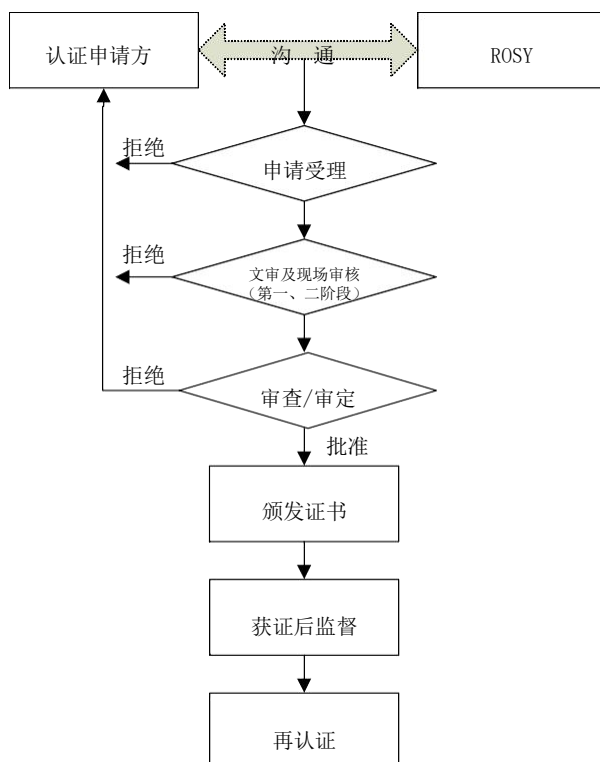 认证申请方
沟 通
ROSY
拒绝
申请受理
拒绝
文审及现场审核
(第一、二阶段)
拒绝
审查/审定
批准
颁发证书
获证后监督
再认证